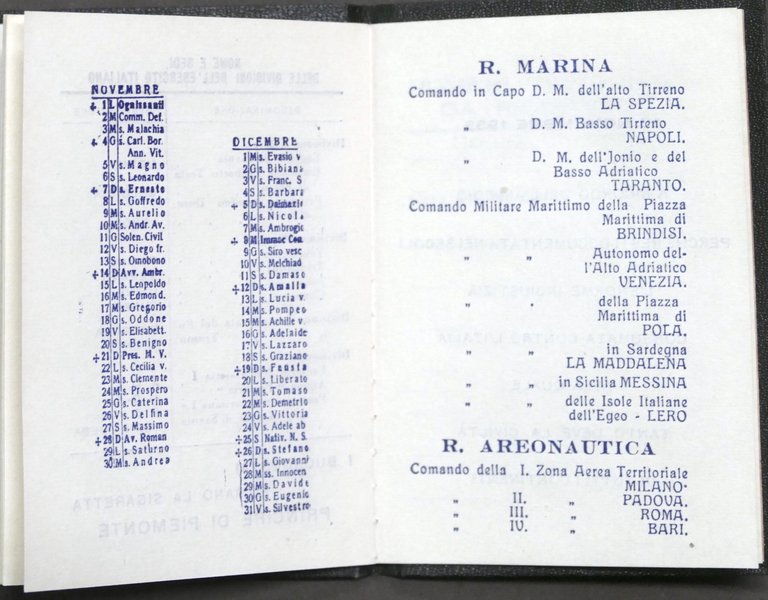 NOVEMBRE
+ 1 L Ognissanti
2 M Comm. Def.
3 M s. Malachia
+ 4 G s. Carl. Bor.
Ann. Vit.
5 V s. Magno
6 S s. Leonardo
+ 7 D s. Ernesto
8 L s. Goffredo
9 M s. Aurelio
10 M s. Andr. Av.
11 G Solen. Civil
12 V s. Diego fr.
13 S s. Omobono
+ 14 D Avv. Ambr.
15 L s. Leopoldo
16 M s. Edmond.
17 M s. Gregorio
18 G s. Oddone
19 V s. Elisabett.
20 S s. Benigno
+ 21 D Pres. M. V.
22 L s. Cecilia v.
23 M s. Clemente
24 M s. Prospero
25 G s. Caterina
26 V s. Delfina
27 S s. Massimo
+ 28 D Av. Roman
29 L s. Saturno
30 M s. Andrea
DICEMBRE
1 M s. Evasio v
2 G s. Bibiana
3 V s. Franc. S
4 S s. Barbara
+ 5 D s. Dalmazio
6 L s. Nicola
7 M s. Ambrogio
+ 8 M Immac Con
9 G s. Siro vesc
10 V s. Melchiad
11 S s. Damaso
+ 12 D s. Amalia
13 L s. Lucia v.
14 M s. Pompeo
15 M s. Achille v.
16 G s. Adelaide
17 V s. Lazzaro
18 S s. Graziano
+ 19 D s. Fausta
20 L s. Liberato
21 M s. Tomaso
22 M s. Demetrio
23 G s. Vittoria
24 V s. Adele ab
+ 25 S Nativ. N. S.
+ 26 D s. Stefano
27 L s. Giovanni
28 M ss. Innocen
29 M s. Davide
30 G s. Eugenio
31 V s. Silvestro
R. MARINA
Comando in Capo D. M. dell'alto Tirreno
LA SPEZIA.
„ D. M. Basso Tirreno
NAPOLI.
„ D. M. dell'Jonio e del
Basso Adriatico
TARANTO.
Comando Militare Marittimo della Piazza
Marittima di
BRINDISI.
„ „ Autonomo del-
l'Alto Adriatico
VENEZIA.
„ „ della Piazza
Marittima di
POLA.
„ „ in Sardegna
LA MADDALENA
„ „ in Sicilia MESSINA
„ „ delle Isole Italiane
dell'Egeo - LERO
R. AREONAUTICA
Comando della I. Zona Aerea Territoriale
MILANO
„ II. „ PADOVA.
„ III. „ ROMA.
„ IV. „ BARI.